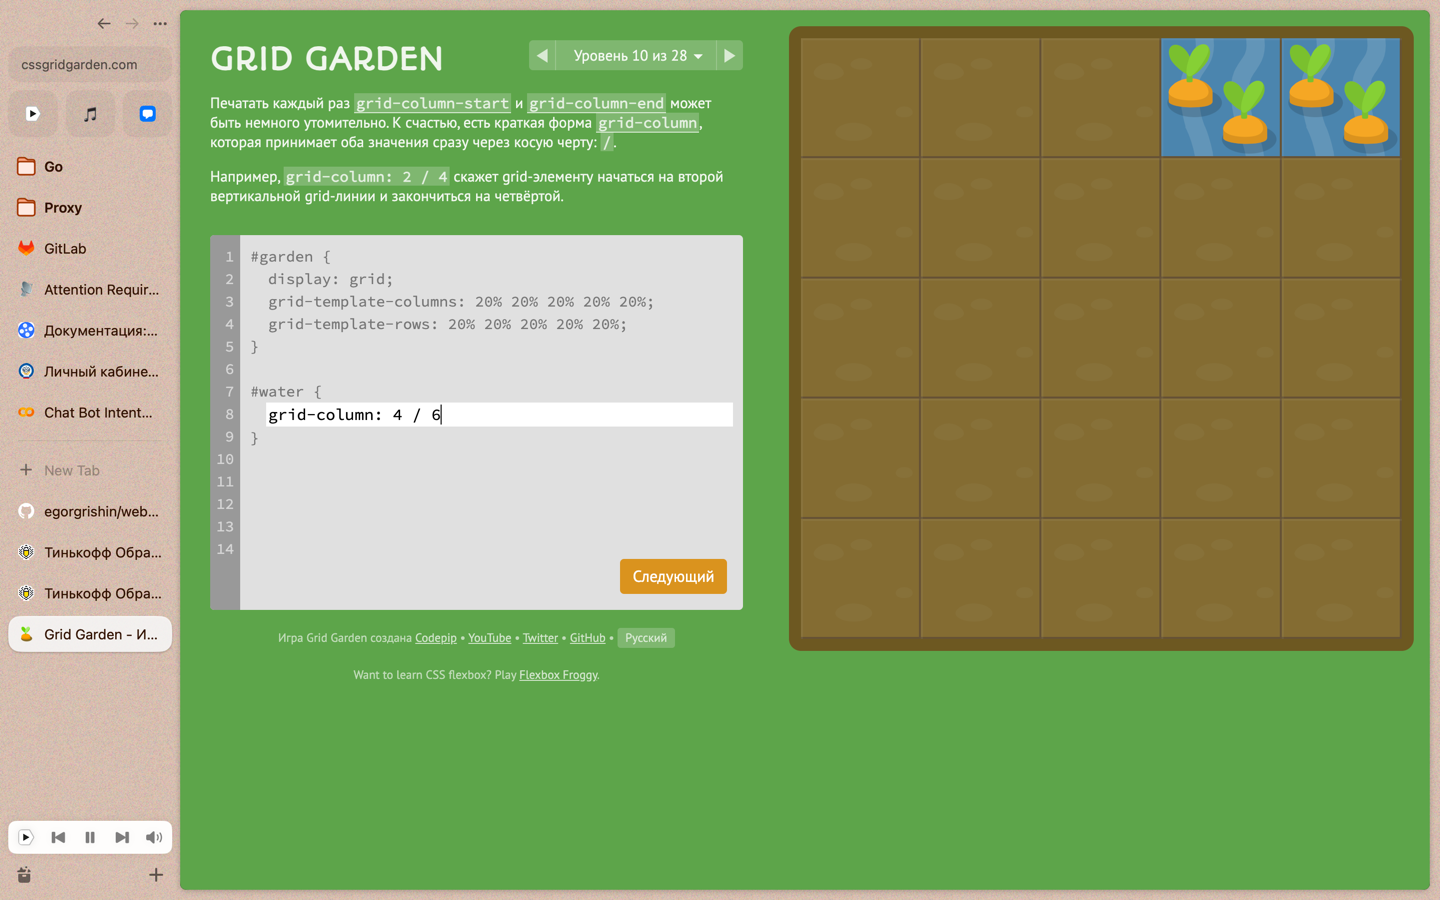 cssgridgarden.com
Go
Proxy
GitLab
Attention Requir...
Документация:...
Личный кабине...
Chat Bot Intent...
New Tab
egorgrishin/web...
Тинькофф Обра...
Тинькофф Обра...
Grid Garden - И...
GRID GARDEN
Уровень 10 из 28
Печатать каждый раз grid-column-start и grid-column-end может
быть немного утомительно. К счастью, есть краткая форма grid-column,
которая принимает оба значения сразу через косую черту: /.
Например, grid-column: 2 / 4 скажет grid-элементу начаться на второй
вертикальной grid-линии и закончиться на четвёртой.
1 #garden {
2 display: grid;
3 grid-template-columns: 20% 20% 20% 20% 20%;
4 grid-template-rows: 20% 20% 20% 20% 20%;
5 }
6
7 #water {
8 grid-column: 4 / 6
9 }
10
11
12
13
14
Следующий
Игра Grid Garden создана Codepip • YouTube • Twitter • GitHub • Русский
Want to learn CSS flexbox? Play Flexbox Froggy.